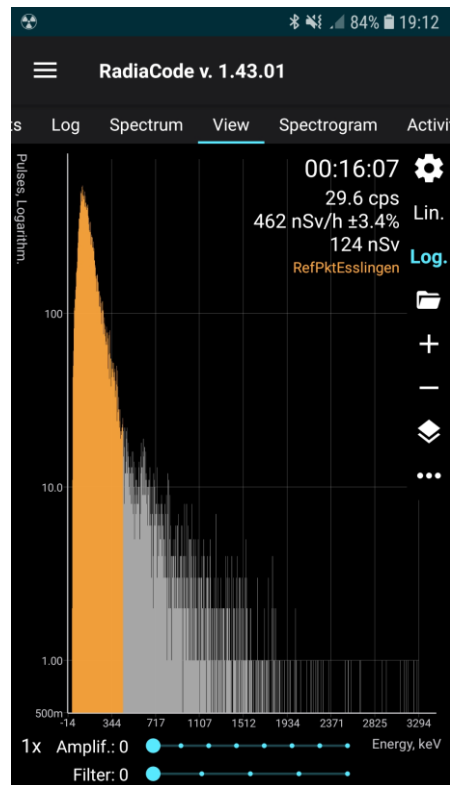 84% 19:12
RadiaCode v. 1.43.01
ts Log Spectrum View Spectrogram Activi
Pulses, Logarithm.
00:16:07
29.6 cps
462 nSv/h ±3.4%
124 nSv
RefPktEsslingen
Lin.
Log.
100
10.0
1.00
500m
-14 344 717 1107 1512 1934 2371 2825 3294
1x Amplif.: 0 Energy, keV
Filter: 0